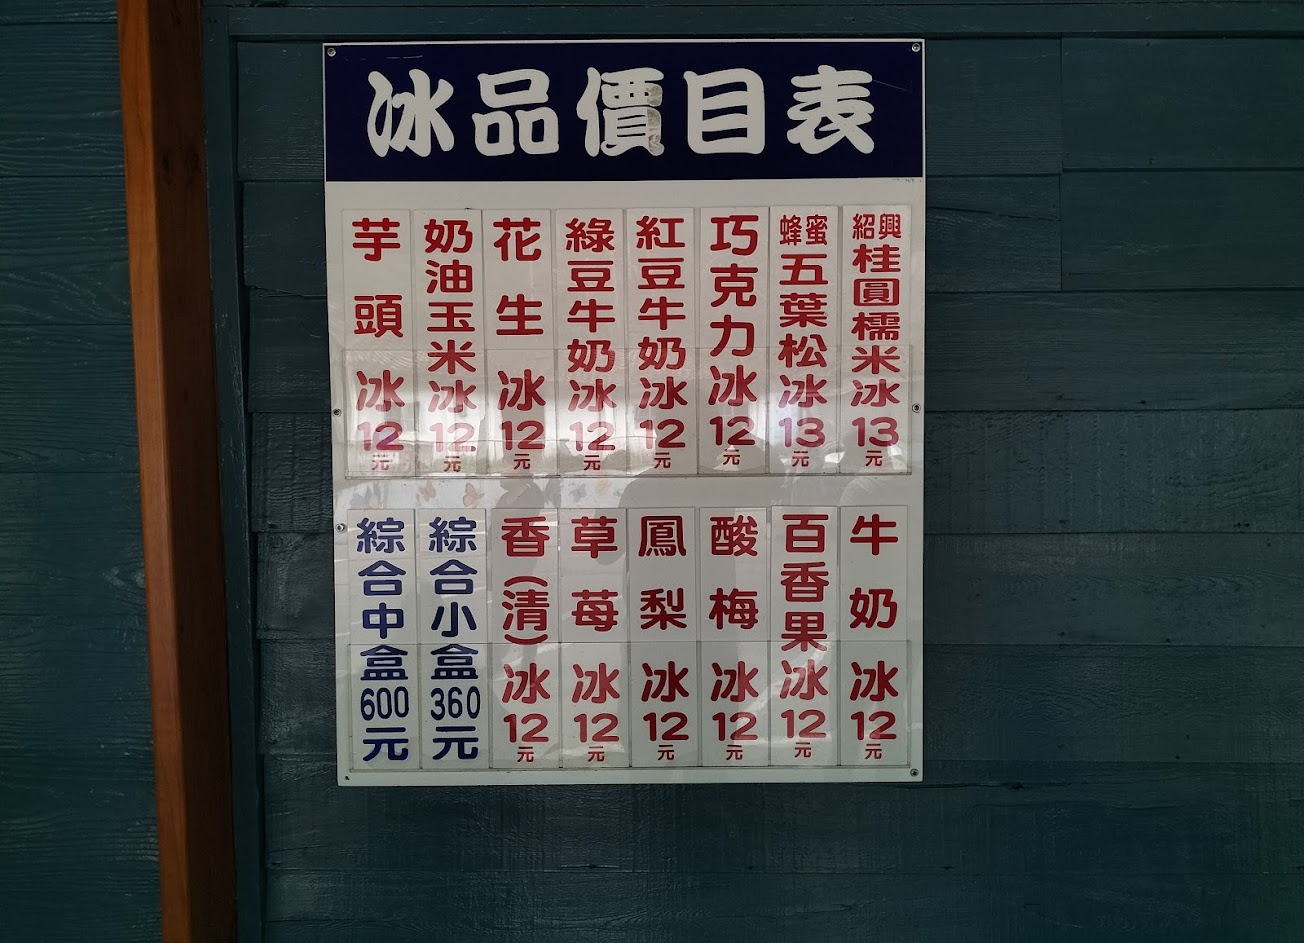 冰品價目表
紹興桂圓糯米冰13元
蜂蜜五葉松冰13元
巧克力冰12元
紅豆牛奶冰12元
綠豆牛奶冰12元
花生冰12元
奶油玉米冰12元
芋頭冰12元
牛奶冰12元
百香果冰12元
酸梅冰12元
鳳梨冰12元
草莓冰12元
香(清)冰12元
綜合小盒360元
綜合中盒600元